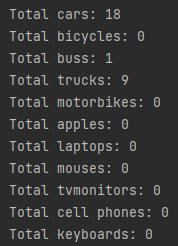 Total cars: 18
Total bicycles: 0
Total buss: 1
Total trucks: 9
Total motorbikes: 0
Total apples: 0
Total laptops: 0
Total mouses: 0
Total tvmonitors: 0
Total cell phones: 0
Total keyboards: 0